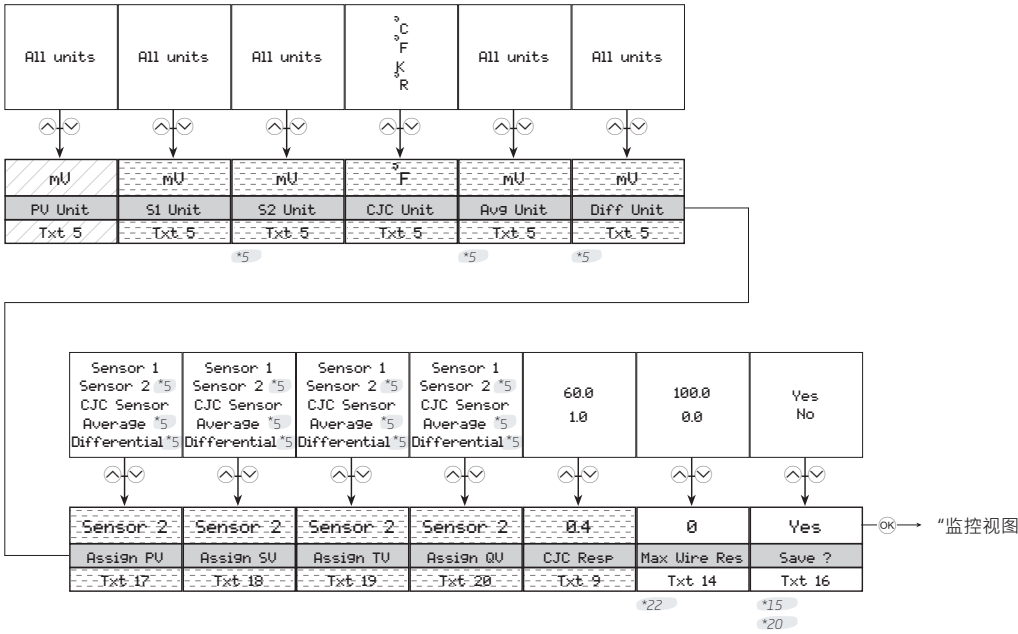 All units All units All units °C All units All units
°F
°K
°R
mV mV mV °F mV mV
PV Unit S1 Unit S2 Unit CJC Unit Avg Unit Diff Unit
Txt 5 Txt 5 Txt 5 Txt 5 Txt 5 Txt 5
*5 *5 *5
Sensor 1 Sensor 1 Sensor 1 Sensor 1
Sensor 2 *5 Sensor 2 *5 Sensor 2 *5 Sensor 2 *5 60.0 100.0 Yes
CJC Sensor CJC Sensor CJC Sensor CJC Sensor 1.0 0.0 No
Average *5 Average *5 Average *5 Average *5
Differential *5 Differential *5 Differential *5 Differential *5
Sensor 2 Sensor 2 Sensor 2 Sensor 2 0.4 0 Yes OK "监控视图
Assign PV Assign SV Assign TV Assign QV CJC Resp Max Wire Res Save ?
Txt 17 Txt 18 Txt 19 Txt 20 Txt 9 Txt 14 Txt 16
*22 *15
*20